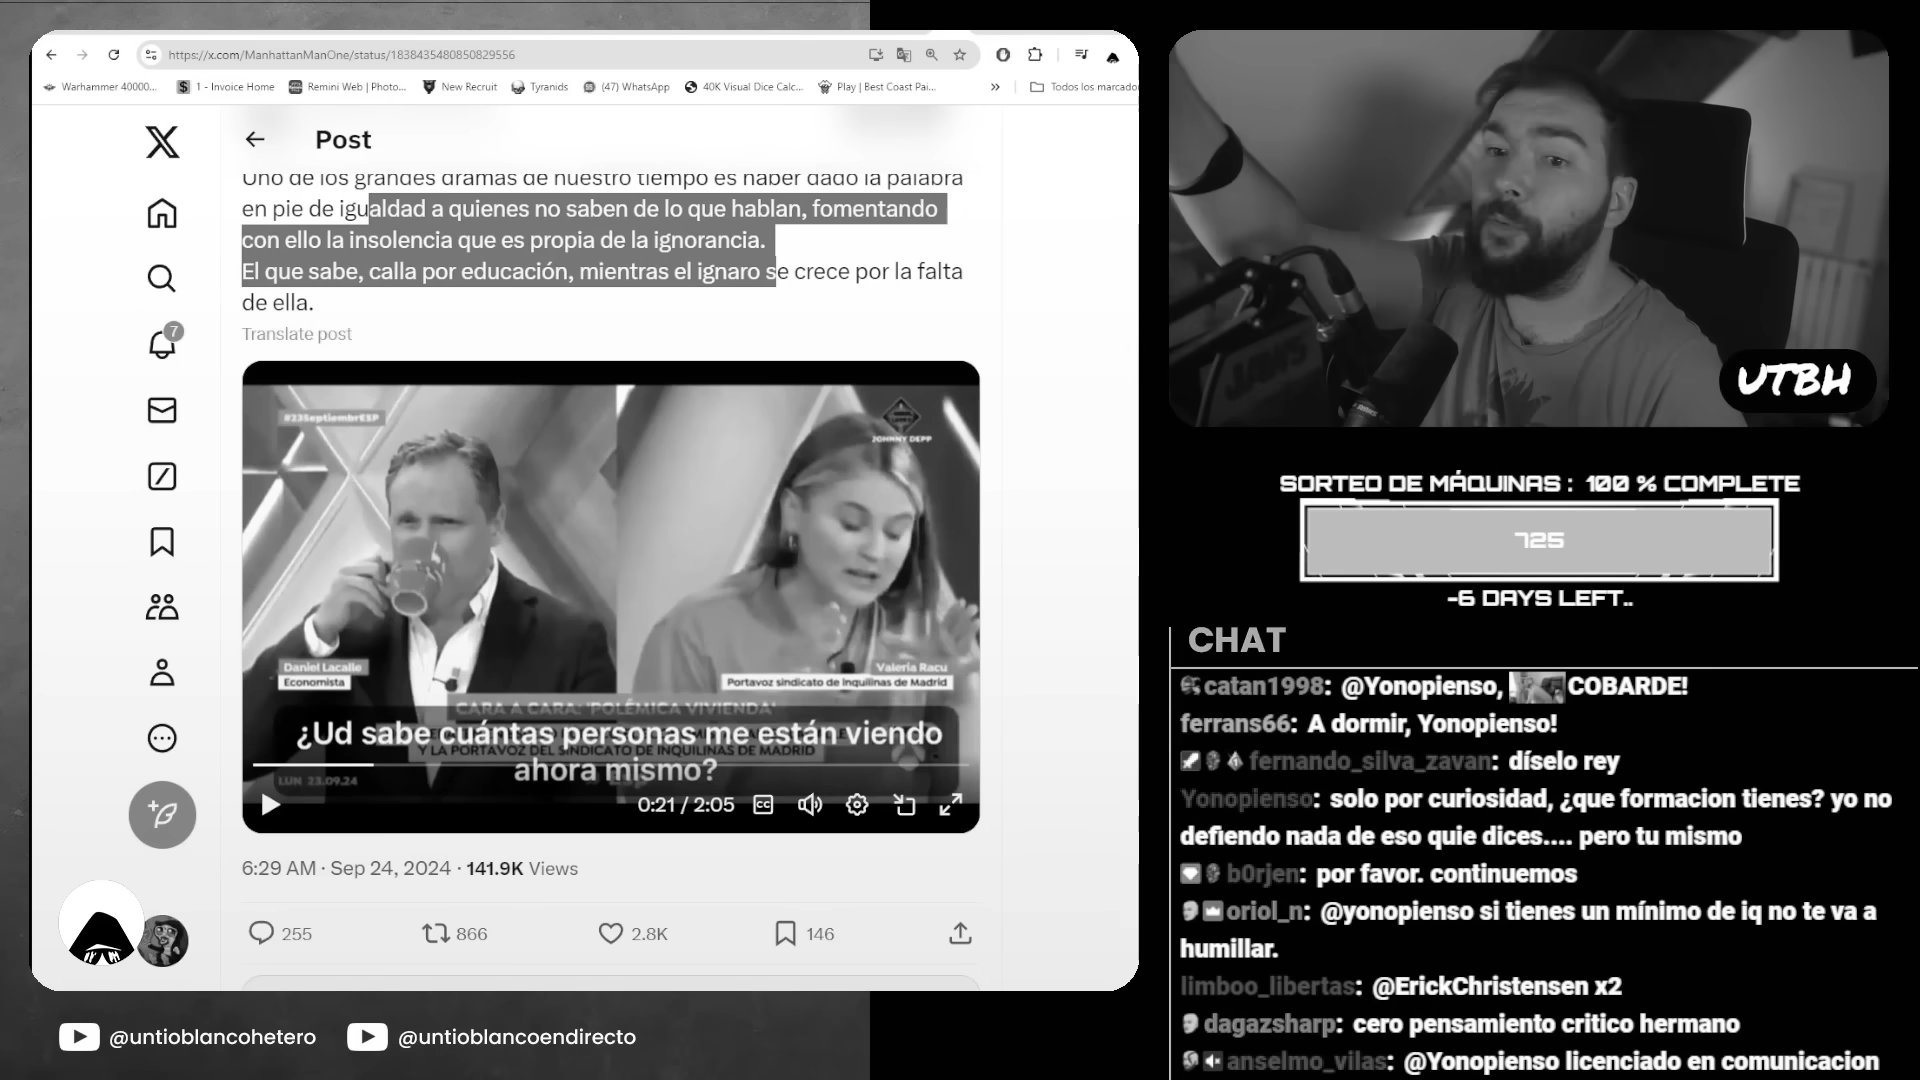 https://x.com/ManhattanManOne/status/1838435480850829556
Warhammer 40000...
1 - Invoice Home
Remini Web | Photo...
New Recruit
Tyranids
(47) WhatsApp
40K Visual Dice Calc...
Play | Best Coast Pai...
Todos los marcado
Post
Uno de los grandes dramas de nuestro tiempo es haber dado la palabra
en pie de igualdad a quienes no saben de lo que hablan, fomentando
con ello la insolencia que es propia de la ignorancia.
El que sabe, calla por educación, mientras el ignaro se crece por la falta
de ella.
Translate post
7
#23SeptiembrESP
JOHNNY DEPP
Daniel Lacalle
Economista
Valeria Racu
Portavoz sindicato de Inquilinas de Madrid
CARA A CARA: 'POLÉMICA VIVIENDA'
Y LA PORTAVOZ DEL SINDICATO DE INQUILINAS DE MADRID
¿Ud sabe cuántas personas me están viendo
ahora mismo?
LUN 23.09.24
0:21 / 2:05
6:29 AM · Sep 24, 2024 · 141.9K Views
255
866
2.8K
146
@untioblancohetero
@untioblancoendirecto
UTBH
SORTEO DE MÁQUINAS : 100 % COMPLETE
725
-6 DAYS LEFT..
CHAT
catan1998: @Yonopienso, COBARDE!
ferrans66: A dormir, Yonopienso!
fernando_silva_zavan: díselo rey
Yonopienso: solo por curiosidad, ¿que formacion tienes? yo no
defiendo nada de eso quie dices.... pero tu mismo
b0rjen: por favor. continuemos
oriol_n: @yonopienso si tienes un mínimo de iq no te va a
humillar.
limboo_libertas: @ErickChristensen x2
dagazsharp: cero pensamiento critico hermano
anselmo_vilas: @Yonopienso licenciado en comunicacion